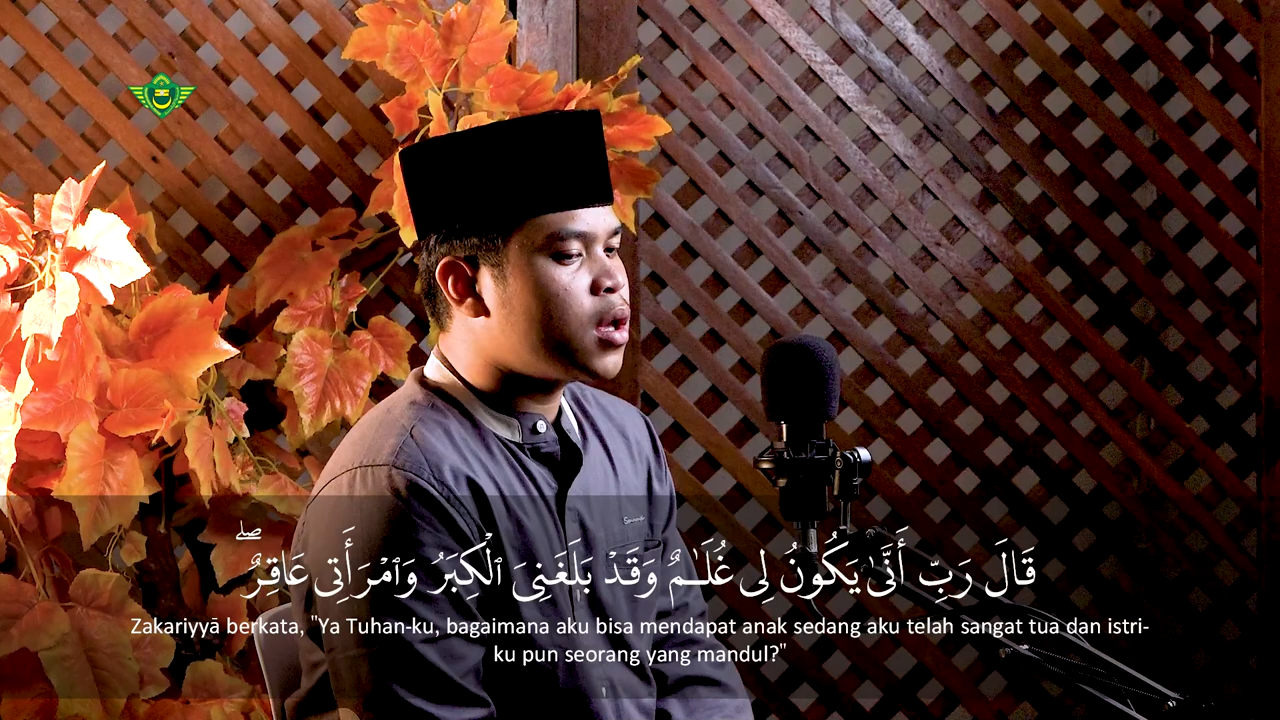 قَالَ رَبِّ أَنَّىٰ يَكُونُ لِى غُلَـٰمٌ وَقَدْ بَلَغَنِىَ ٱلْكِبَرُ وَٱمْرَأَتِى عَاقِرٌ ۖ
Zakariyyā berkata, "Ya Tuhan-ku, bagaimana aku bisa mendapat anak sedang aku telah sangat tua dan istri-
ku pun seorang yang mandul?"